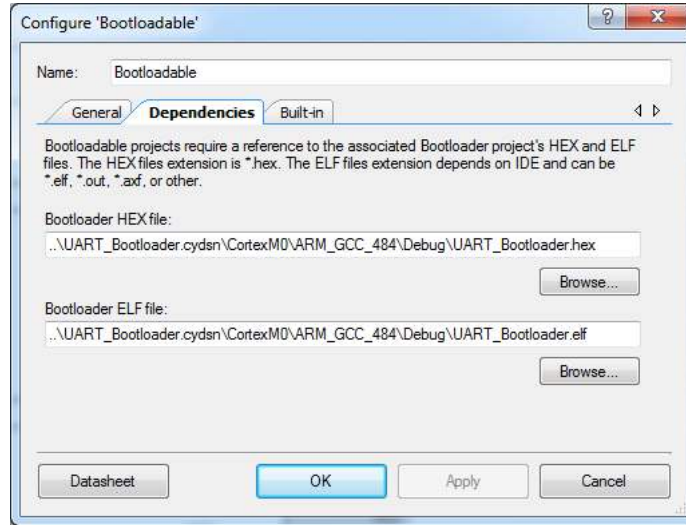 Configure 'Bootloadable'
Name: Bootloadable
General Dependencies Built-in
Bootloadable projects require a reference to the associated Bootloader project's HEX and ELF
files. The HEX files extension is *.hex. The ELF files extension depends on IDE and can be
*.elf, *.out, *.axf, or other.
Bootloader HEX file:
..\UART_Bootloader.cydsn\CortexM0\ARM_GCC_484\Debug\UART_Bootloader.hex
Browse...
Bootloader ELF file:
..\UART_Bootloader.cydsn\CortexM0\ARM_GCC_484\Debug\UART_Bootloader.elf
Browse...
Datasheet OK Apply Cancel